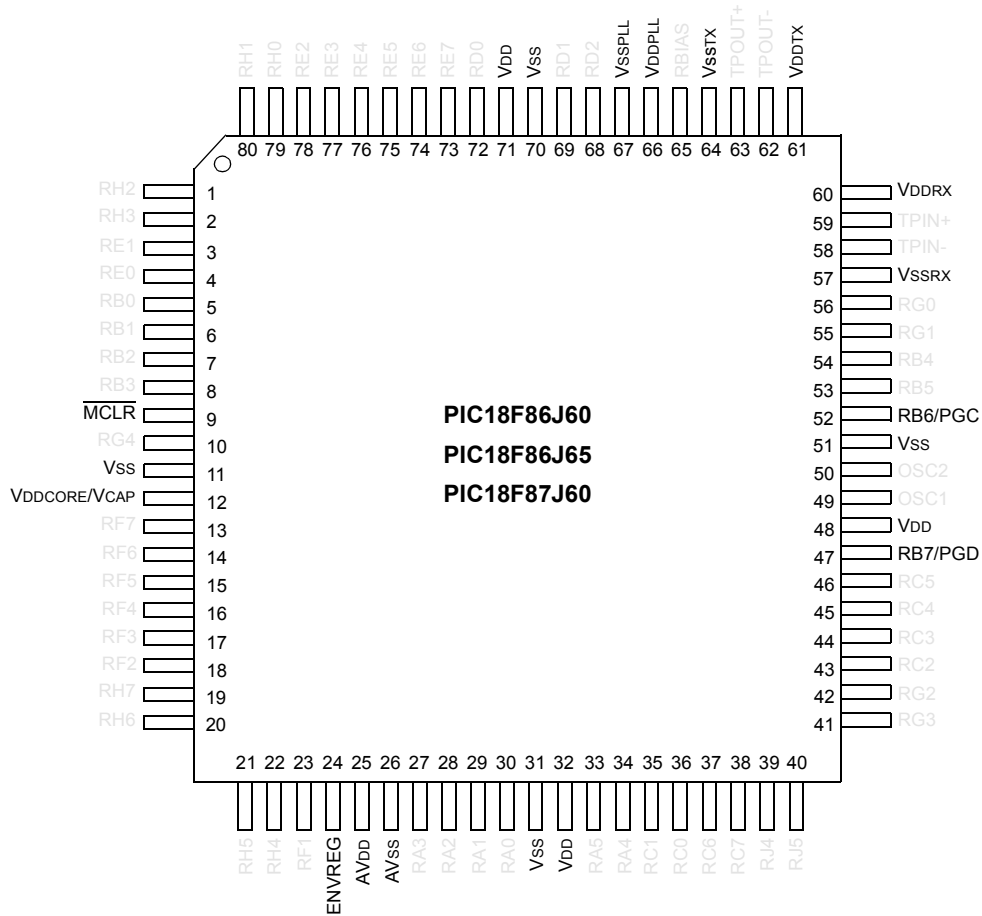 RH1 RH0 RE2 RE3 RE4 RE5 RE6 RE7 RD0 VDD VSS RD1 RD2 VSSPLL VDDPLL RBIAS VSSTX TPOUT+ TPOUT- VDDTX
80 79 78 77 76 75 74 73 72 71 70 69 68 67 66 65 64 63 62 61
RH2 1
RH3 2
RE1 3
RE0 4
RB0 5
RB1 6
RB2 7
RB3 8
MCLR 9
RG4 10
VSS 11
VDDCORE/VCAP 12
RF7 13
RF6 14
RF5 15
RF4 16
RF3 17
RF2 18
RH7 19
RH6 20
PIC18F86J60
PIC18F86J65
PIC18F87J60
60 VDDRX
59 TPIN+
58 TPIN-
57 VSSRX
56 RG0
55 RG1
54 RB4
53 RB5
52 RB6/PGC
51 VSS
50 OSC2
49 OSC1
48 VDD
47 RB7/PGD
46 RC5
45 RC4
44 RC3
43 RC2
42 RG2
41 RG3
21 22 23 24 25 26 27 28 29 30 31 32 33 34 35 36 37 38 39 40
RH5 RH4 RF1 ENVREG AVDD AVSS RA3 RA2 RA1 RA0 VSS VDD RA5 RA4 RC1 RC0 RC6 RC7 RJ4 RJ5